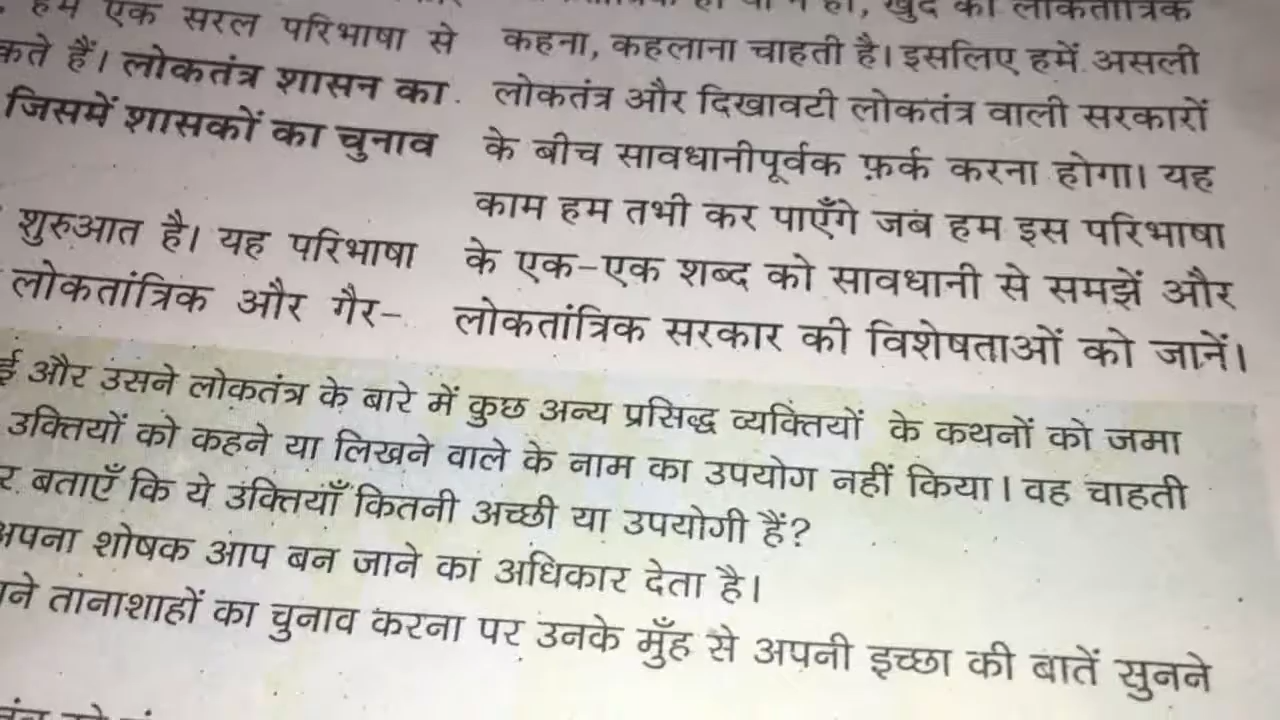 हम एक सरल परिभाषा से
हैं। लोकतंत्र शासन का
जिसमें शासकों का चुनाव
शुरुआत है। यह परिभाषा
लोकतांत्रिक और गैर-
खुद को लोकतांत्रिक
कहना, कहलाना चाहती है। इसलिए हमें असली
लोकतंत्र और दिखावटी लोकतंत्र वाली सरकारों
के बीच सावधानीपूर्वक फ़र्क करना होगा। यह
काम हम तभी कर पाएँगे जब हम इस परिभाषा
के एक-एक शब्द को सावधानी से समझें और
लोकतांत्रिक सरकार की विशेषताओं को जानें।
और उसने लोकतंत्र के बारे में कुछ अन्य प्रसिद्ध व्यक्तियों के कथनों को जमा
उक्तियों को कहने या लिखने वाले के नाम का उपयोग नहीं किया। वह चाहती
बताएँ कि ये उक्तियाँ कितनी अच्छी या उपयोगी हैं?
अपना शोषक आप बन जाने का अधिकार देता है।
तानाशाहों का चुनाव करना पर उनके मुँह से अपनी इच्छा की बातें सुनने